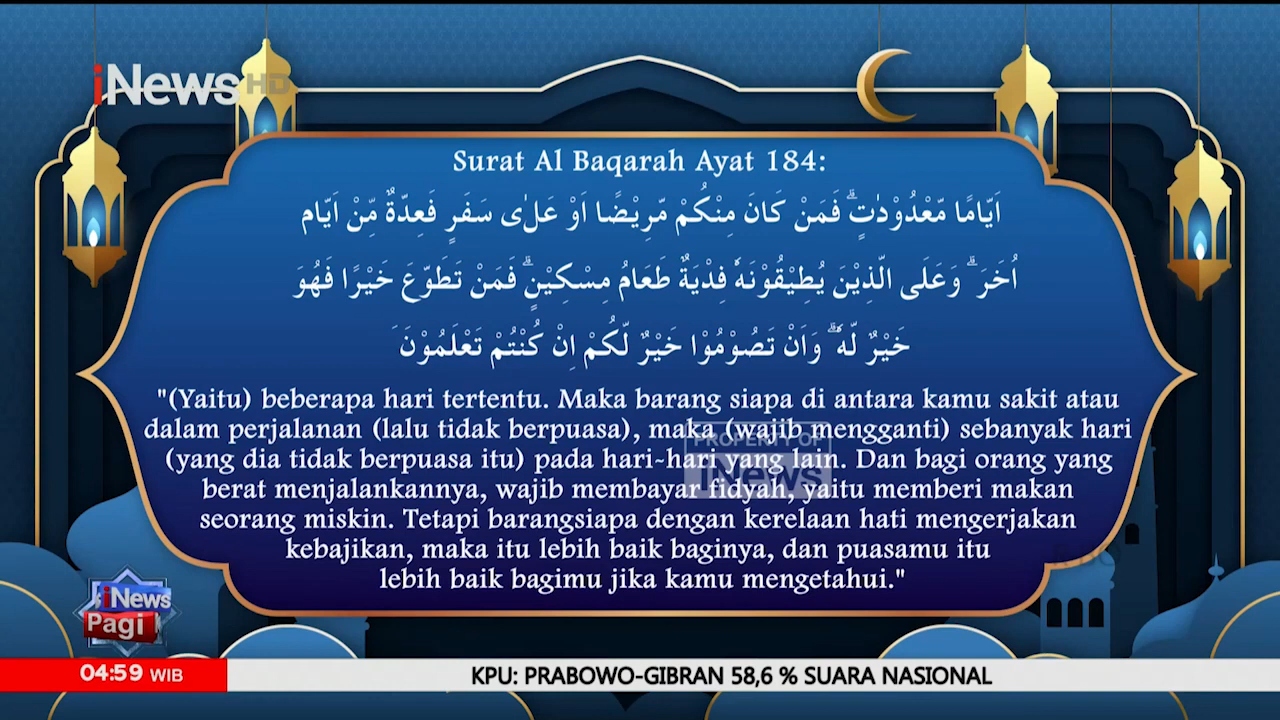 iNews HD
Surat Al Baqarah Ayat 184:
اَيَّامًا مَّعْدُوْدٰتٍۗ فَمَنْ كَانَ مِنْكُمْ مَّرِيْضًا اَوْ عَلٰى سَفَرٍ فَعِدَّةٌ مِّنْ اَيَّام
اُخَرَ ۗ وَعَلَى الَّذِيْنَ يُطِيْقُوْنَهٗ فِدْيَةٌ طَعَامُ مِسْكِيْنٍۗ فَمَنْ تَطَوَّعَ خَيْرًا فَهُوَ
خَيْرٌ لَّهٗ ۗ وَاَنْ تَصُوْمُوْا خَيْرٌ لَّكُمْ اِنْ كُنْتُمْ تَعْلَمُوْنَ
"(Yaitu) beberapa hari tertentu. Maka barang siapa di antara kamu sakit atau
dalam perjalanan (lalu tidak berpuasa), maka (wajib mengganti) sebanyak hari
(yang dia tidak berpuasa itu) pada hari-hari yang lain. Dan bagi orang yang
berat menjalankannya, wajib membayar fidyah, yaitu memberi makan
seorang miskin. Tetapi barangsiapa dengan kerelaan hati mengerjakan
kebajikan, maka itu lebih baik baginya, dan puasamu itu
lebih baik bagimu jika kamu mengetahui."
PROPERTY OF
iNews
iNews
Pagi
04:59 WIB
KPU: PRABOWO-GIBRAN 58,6 % SUARA NASIONAL